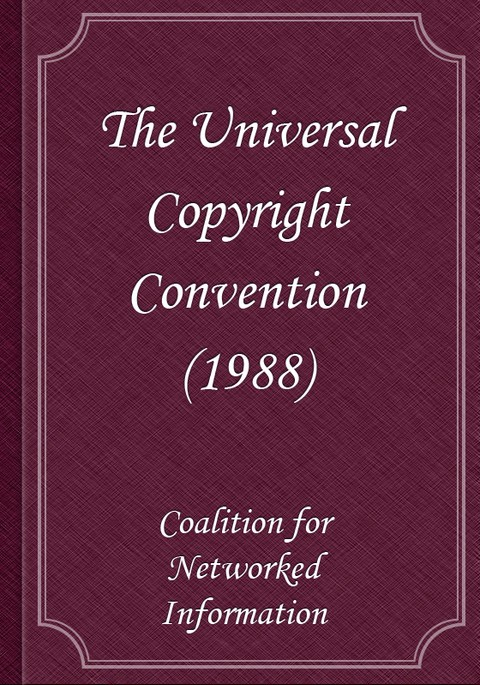 The Universal
Copyright
Convention
(1988)
Coalition for
Networked
Information